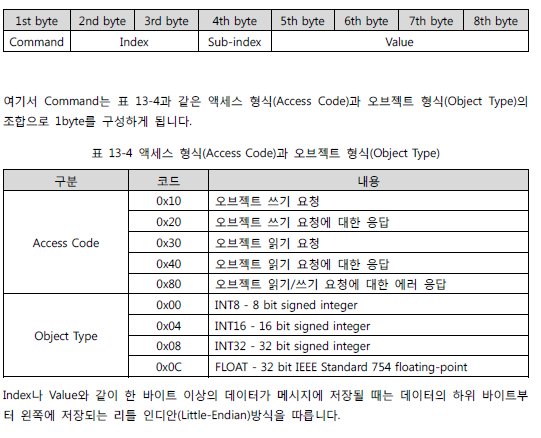 1st byte 2nd byte 3rd byte 4th byte 5th byte 6th byte 7th byte 8th byte
Command Index Sub-index Value
여기서 Command는 표 13-4과 같은 액세스 형식(Access Code)과 오브젝트 형식(Object Type)의
조합으로 1byte를 구성하게 됩니다.
표 13-4 액세스 형식(Access Code)과 오브젝트 형식(Object Type)
구분 코드 내용
Access Code
0x10 오브젝트 쓰기 요청
0x20 오브젝트 쓰기 요청에 대한 응답
0x30 오브젝트 읽기 요청
0x40 오브젝트 읽기 요청에 대한 응답
0x80 오브젝트 읽기/쓰기 요청에 대한 에러 응답
Object Type
0x00 INT8 - 8 bit signed integer
0x04 INT16 - 16 bit signed integer
0x08 INT32 - 32 bit signed integer
0x0C FLOAT - 32 bit IEEE Standard 754 floating-point
Index나 Value와 같이 한 바이트 이상의 데이터가 메시지에 저장될 때는 데이터의 하위 바이트부
터 왼쪽에 저장되는 리틀 인디안(Little-Endian)방식을 따릅니다.